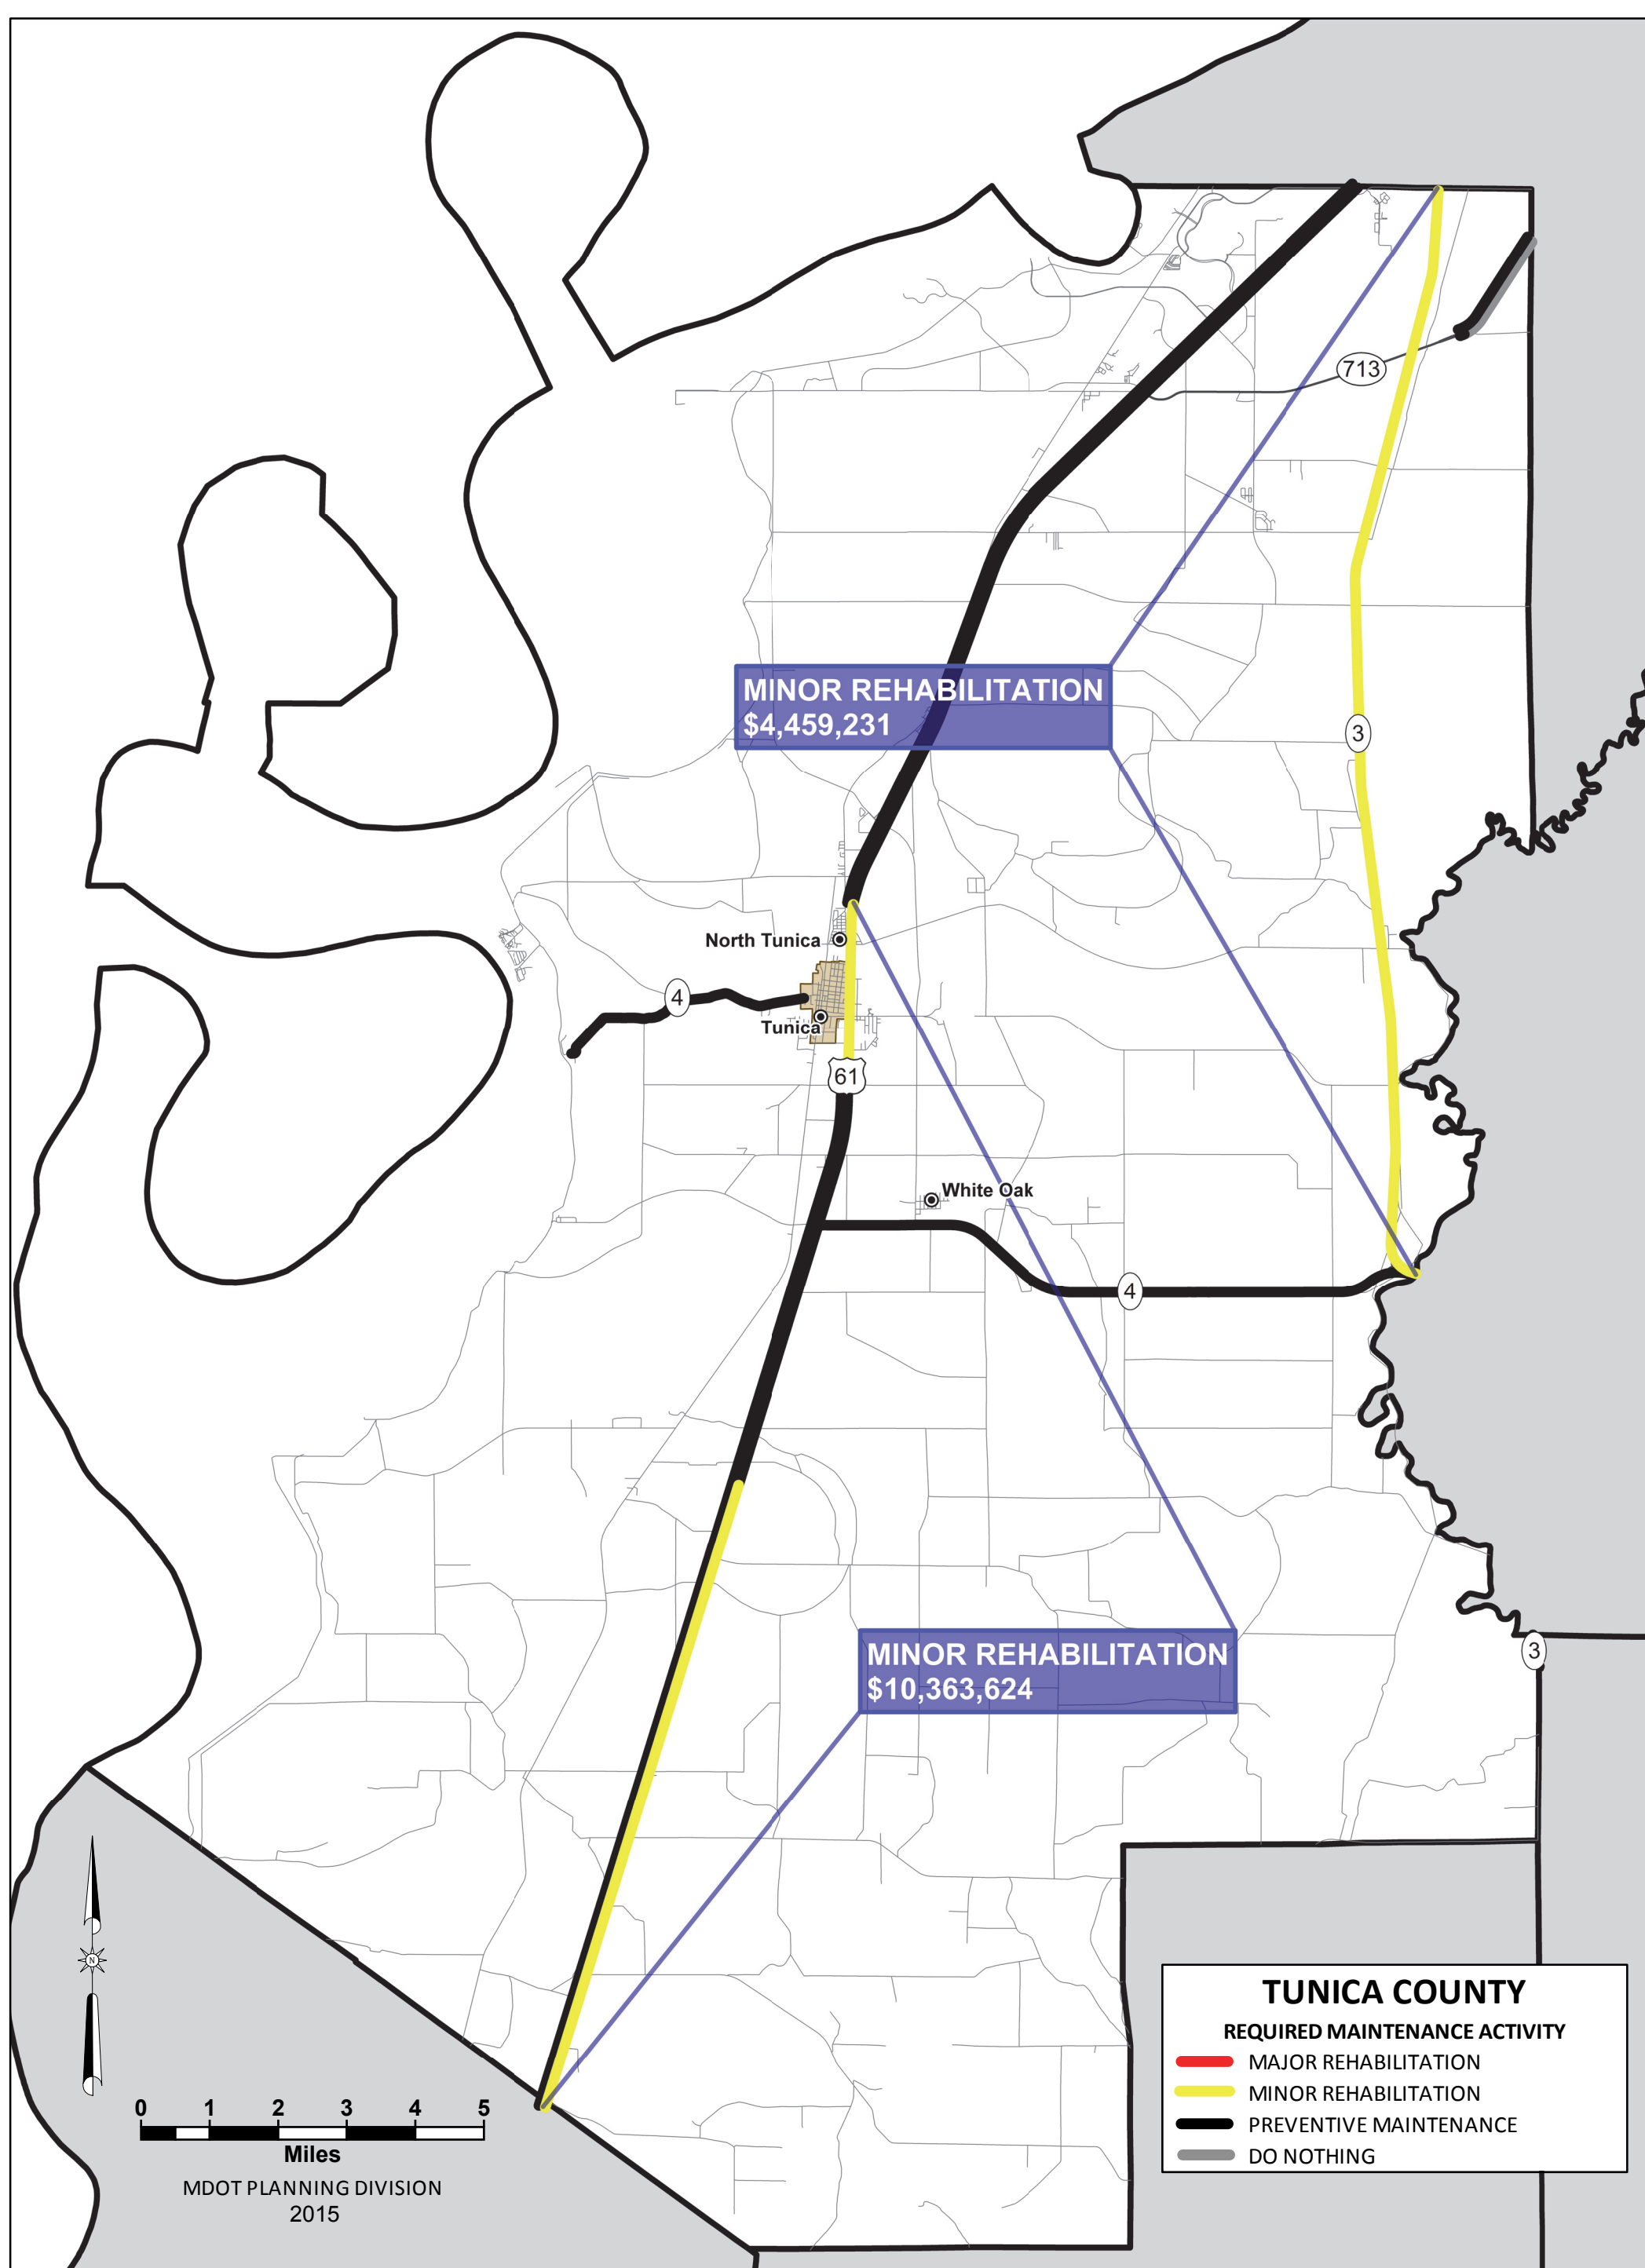 713
MINOR REHABILITATION
$4,459,231
3
North Tunica
4
Tunica
61
White Oak
4
MINOR REHABILITATION
$10,363,624
3
N
TUNICA COUNTY
REQUIRED MAINTENANCE ACTIVITY
MAJOR REHABILITATION
MINOR REHABILITATION
PREVENTIVE MAINTENANCE
DO NOTHING
0 1 2 3 4 5
Miles
MDOT PLANNING DIVISION
2015